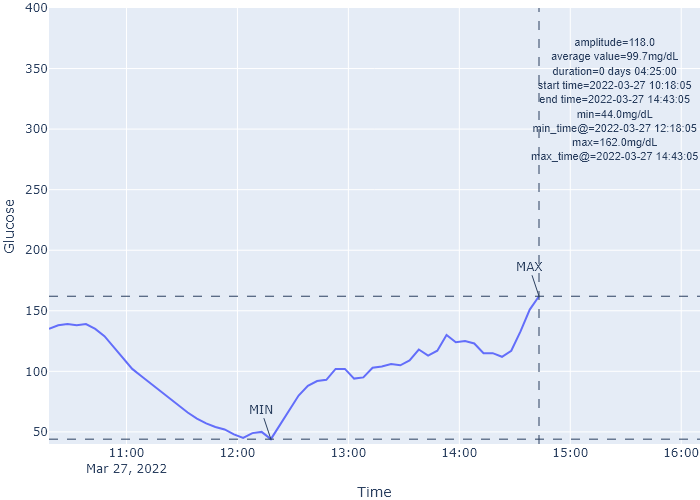 400
350
300
250
200
150
100
50
Glucose
amplitude=118.0
average value=99.7mg/dL
duration=0 days 04:25:00
start time=2022-03-27 10:18:05
end time=2022-03-27 14:43:05
min=44.0mg/dL
min_time@=2022-03-27 12:18:05
max=162.0mg/dL
max_time@=2022-03-27 14:43:05
MAX
MIN
11:00 12:00 13:00 14:00 15:00 16:00
Mar 27, 2022
Time